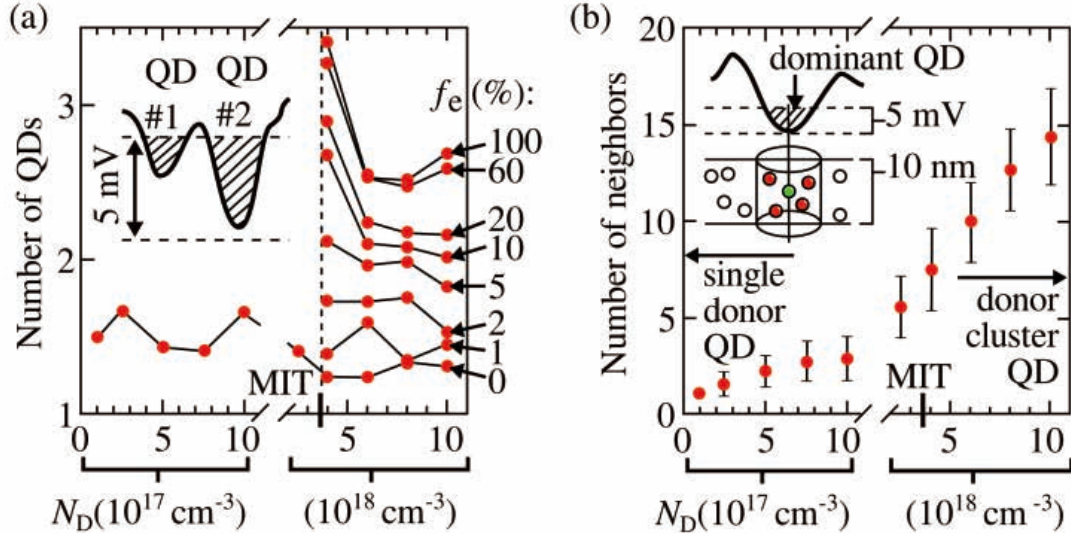 (a)
Number of QDs
3
2
1
QD QD
#1 #2
5 mV
f_e (%):
100
60
20
10
5
2
1
0
MIT
0 5 10 5 10
N_D(10^17 cm^-3) (10^18 cm^-3)
(b)
Number of neighbors
20
15
10
5
0
dominant QD
5 mV
10 nm
single
donor
QD
donor
cluster
QD
MIT
0 5 10 5 10
N_D(10^17 cm^-3) (10^18 cm^-3)